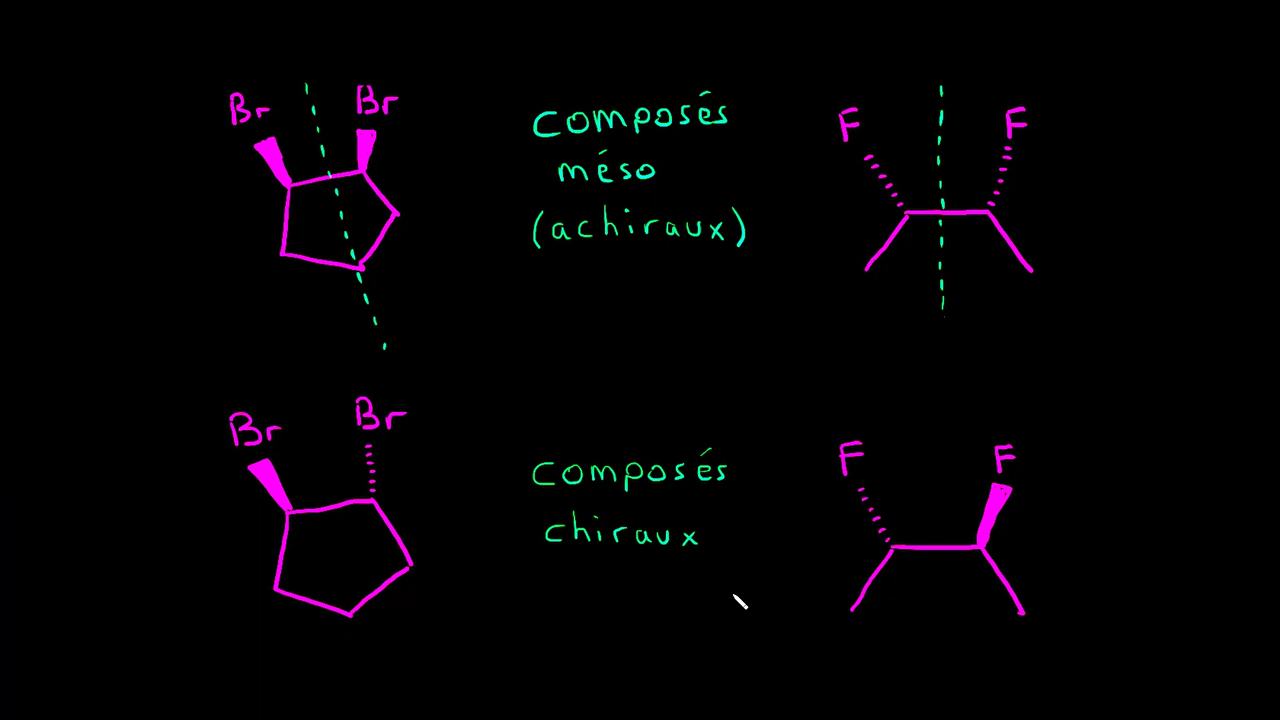 Br Br
composés
méso
(achiraux)
F F
Br Br
composés
chiraux
F F